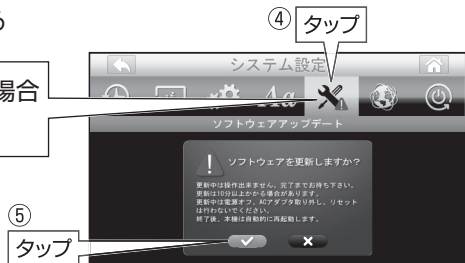 る
④
タップ
場合
システム設定
Aa
ソフトウェアアップデート
ソフトウェアを更新しますか?
更新中は操作出来ません。完了までお待ち下さい。
更新は10分以上かかる場合があります。
更新中は電源オフ、ACアダプタ取り外し、リセット
は行わないでください。
終了後、本機は自動的に再起動します。
⑤
タップ